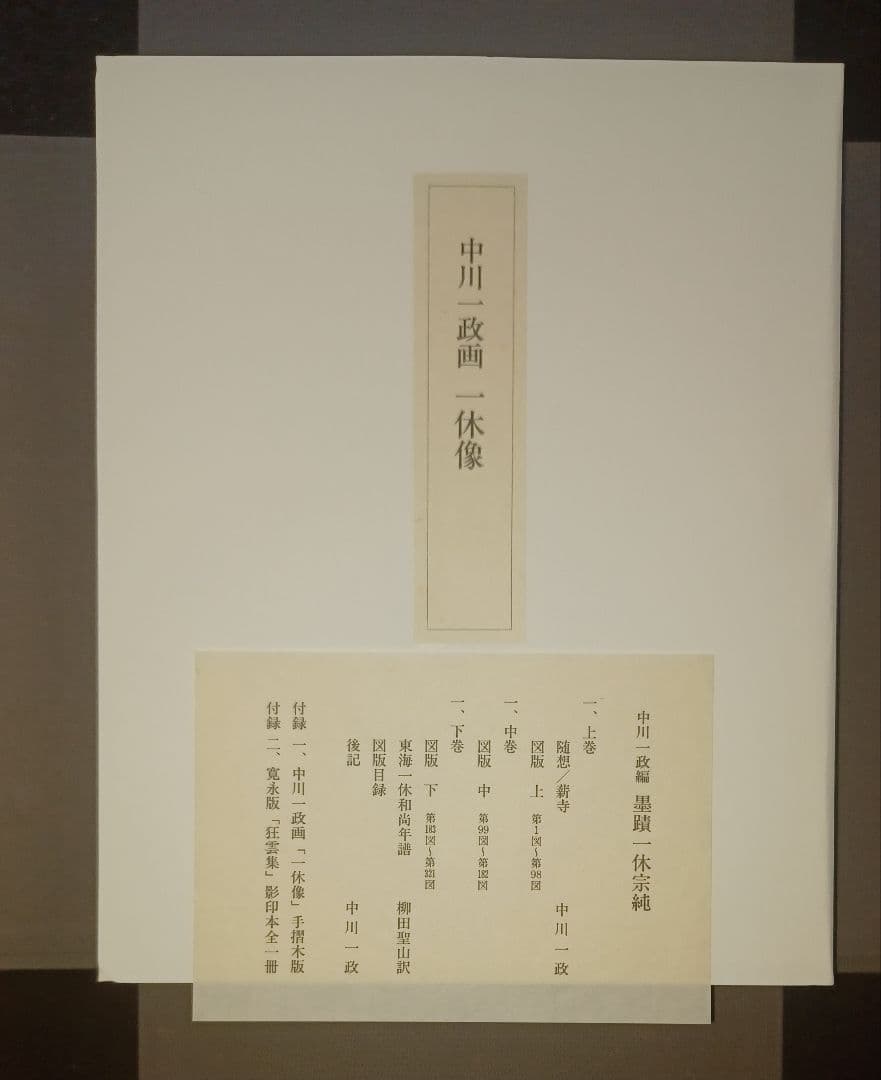 中川一政画 一休像
中川一政編 墨蹟一休宗純
一、上巻
随想／薪寺 中川一政
図版 上 第1図〜第98図
一、中巻
図版 中 第99図〜第182図
一、下巻
図版 下 第183図〜第321図
東海一休和尚年譜 柳田聖山訳
図版目録
後記 中川一政
付録 一、中川一政画「一休像」手摺木版
付録 二、寛永版「狂雲集」影印本全一冊